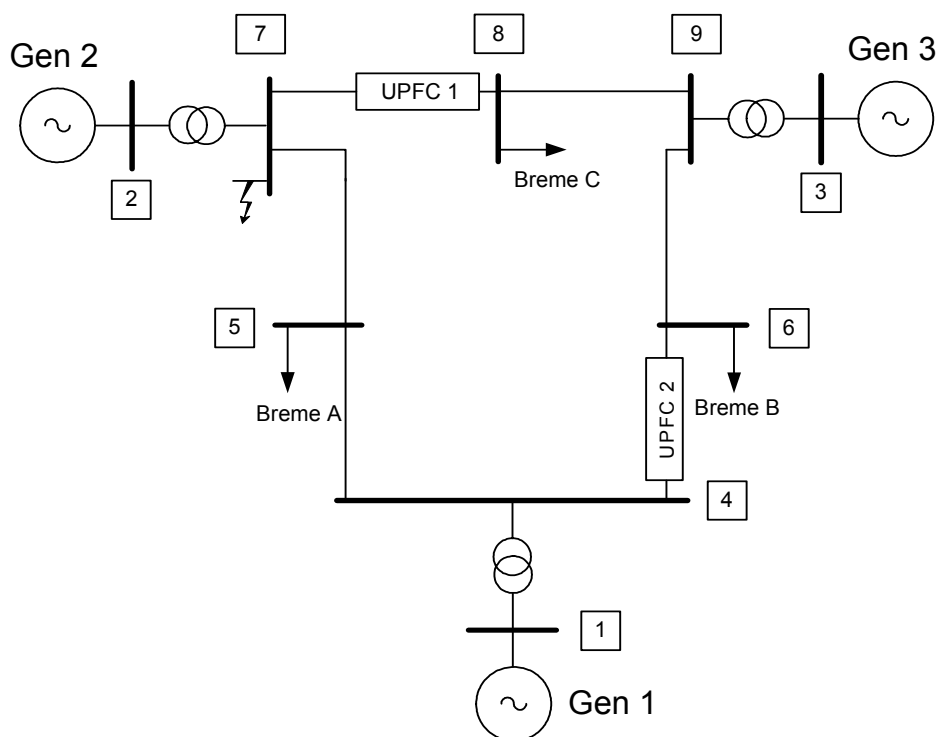 7
8
9
Gen 2
Gen 3
UPFC 1
Breme C
2
3
5
6
Breme A
UPFC 2
Breme B
4
1
Gen 1